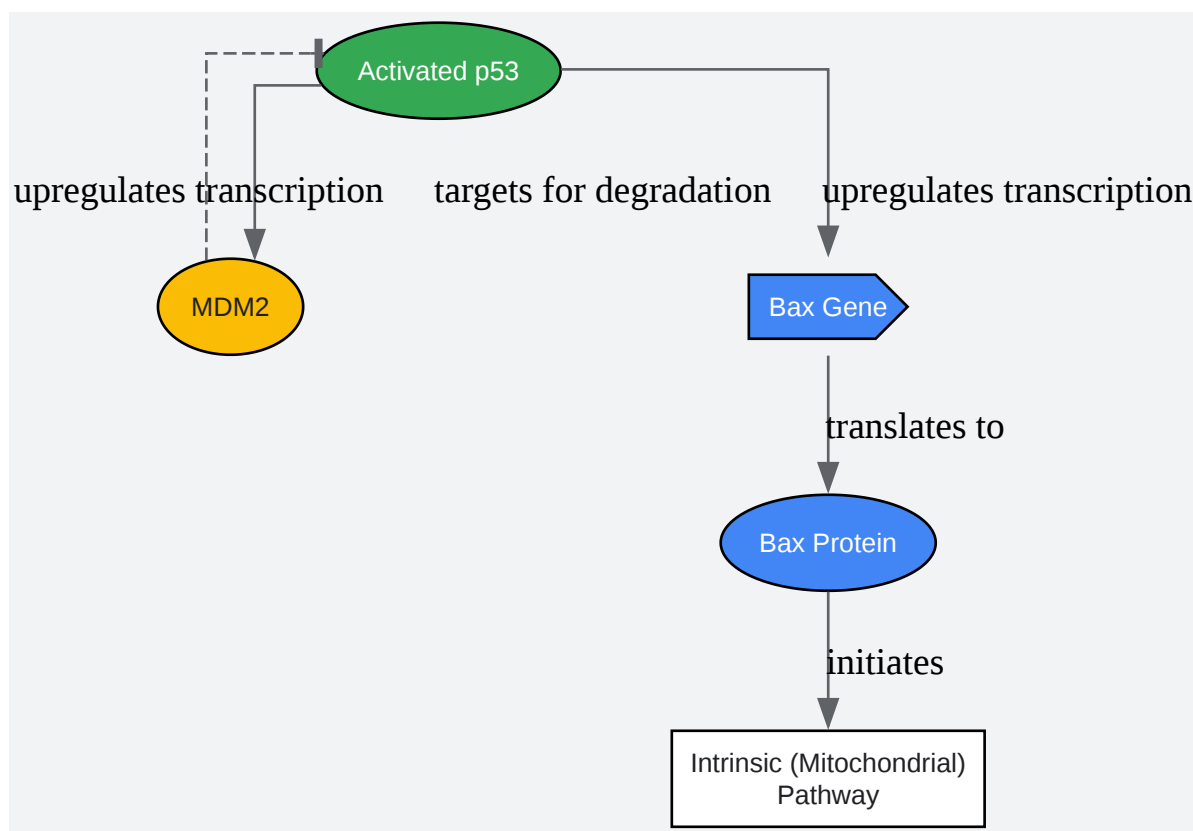 Activated p53
upregulates transcription
targets for degradation
upregulates transcription
MDM2
Bax Gene
translates to
Bax Protein
initiates
Intrinsic (Mitochondrial)
Pathway